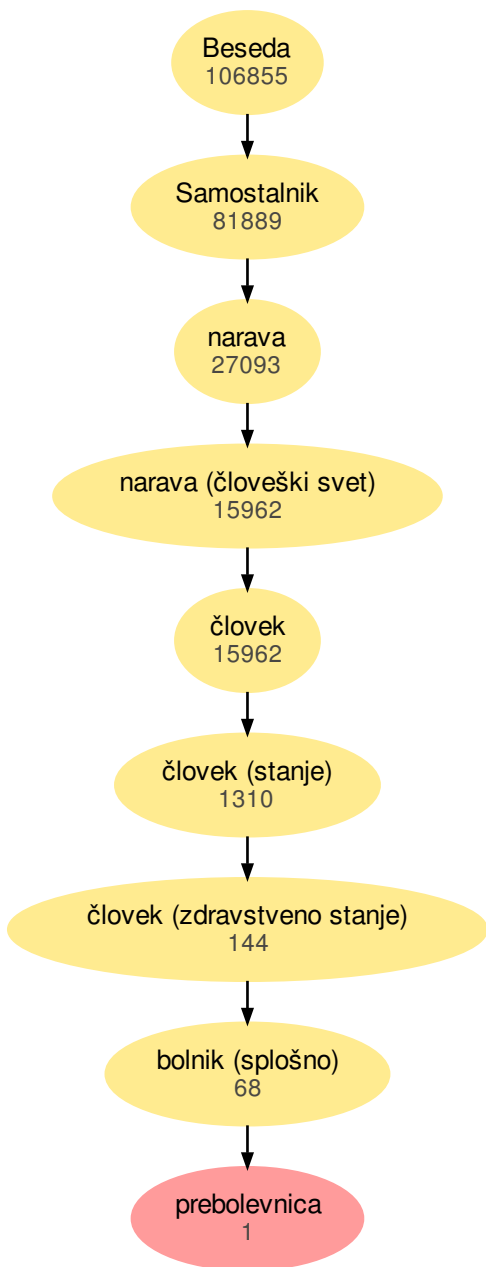 Beseda
106855
Samostalnik
81889
narava
27093
narava (človeški svet)
15962
človek
15962
človek (stanje)
1310
človek (zdravstveno stanje)
144
bolnik (splošno)
68
prebolevnica
1